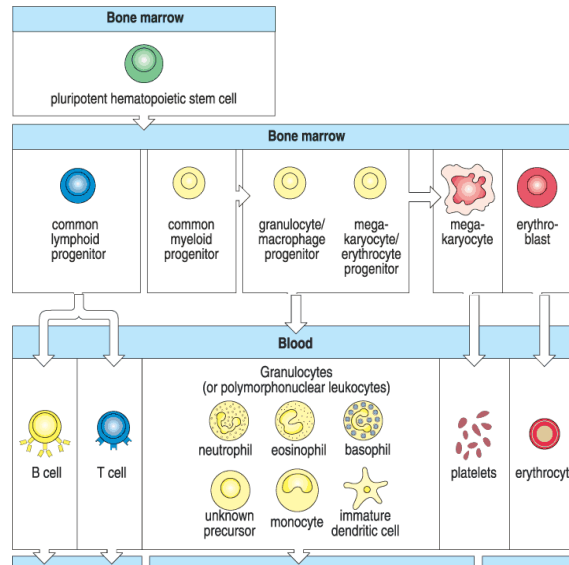 Bone marrow
pluripotent hematopoietic stem cell
Bone marrow
common
lymphoid
progenitor
common
myeloid
progenitor
granulocyte/
macrophage
progenitor
mega-
karyocyte/
erythrocyte
progenitor
mega-
karyocyte
erythro-
blast
Blood
B cell
T cell
Granulocytes
(or polymorphonuclear leukocytes)
neutrophil
eosinophil
basophil
unknown
precursor
monocyte
immature
dendritic cell
platelets
erythrocyt